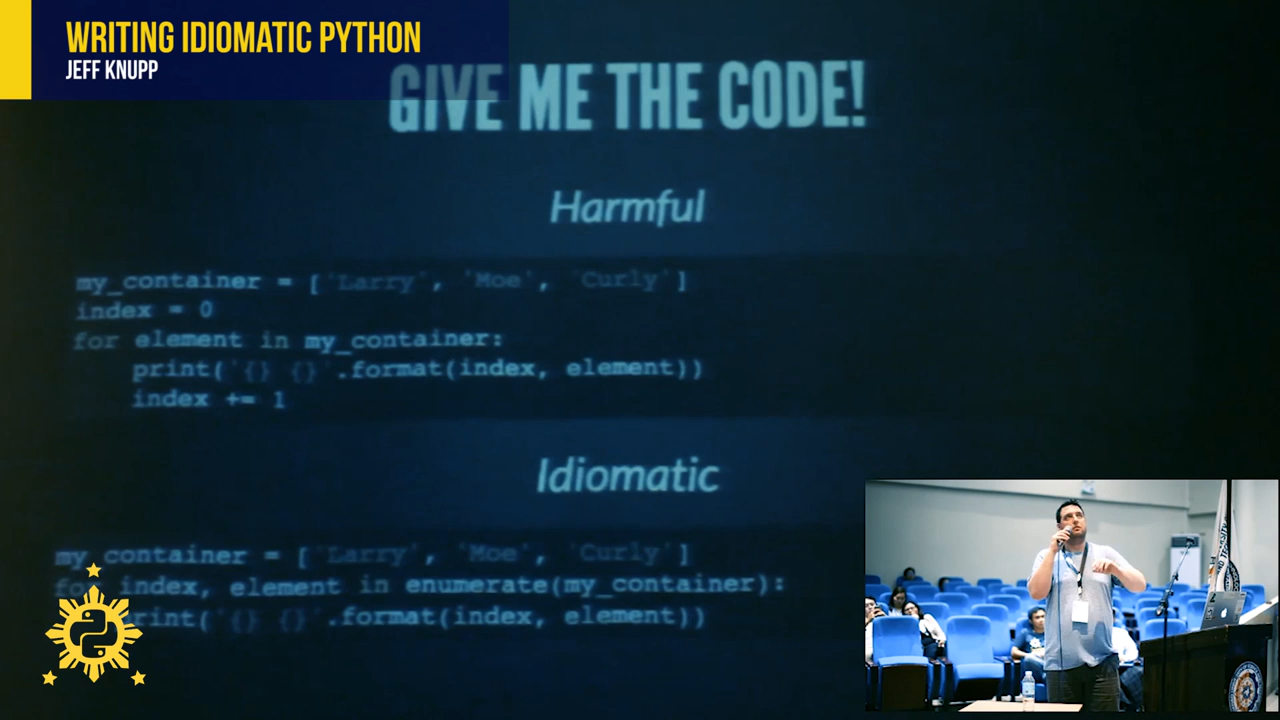 WRITING IDIOMATIC PYTHON
JEFF KNUPP
GIVE ME THE CODE!
Harmful
my_container = ['Larry', 'Moe', 'Curly']
index = 0
for element in my_container:
    print('{} {}'.format(index, element))
    index += 1
Idiomatic
my_container = ['Larry', 'Moe', 'Curly']
for index, element in enumerate(my_container):
    print('{} {}'.format(index, element))